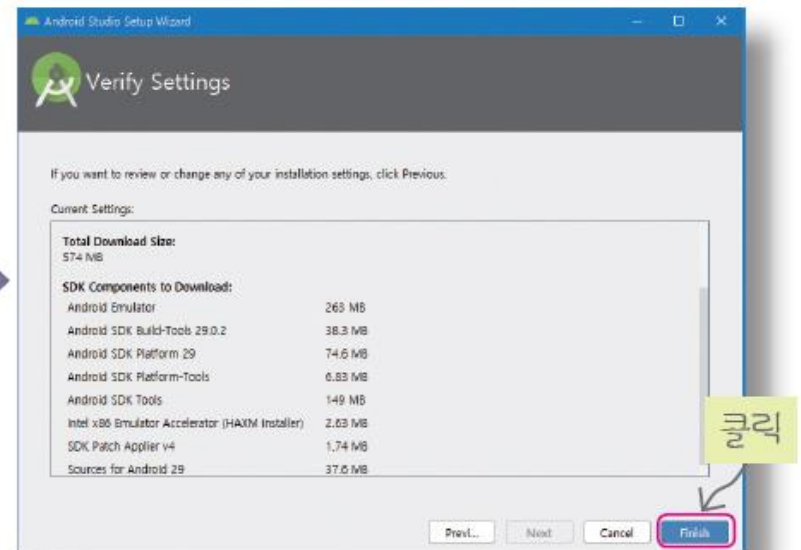 Android Studio Setup Wizard
Verify Settings
If you want to review or change any of your installation settings, click Previous.
Current Settings:
Total Download Size:
574 MB
SDK Components to Download:
Android Emulator 263 MB
Android SDK Build-Tools 29.0.2 38.3 MB
Android SDK Platform 29 74.6 MB
Android SDK Platform-Tools 6.83 MB
Android SDK Tools 149 MB
Intel x86 Emulator Accelerator (HAXM installer) 2.63 MB
SDK Patch Applier v4 1.74 MB
Sources for Android 29 37.6 MB
클릭
Previ... Next Cancel Finish